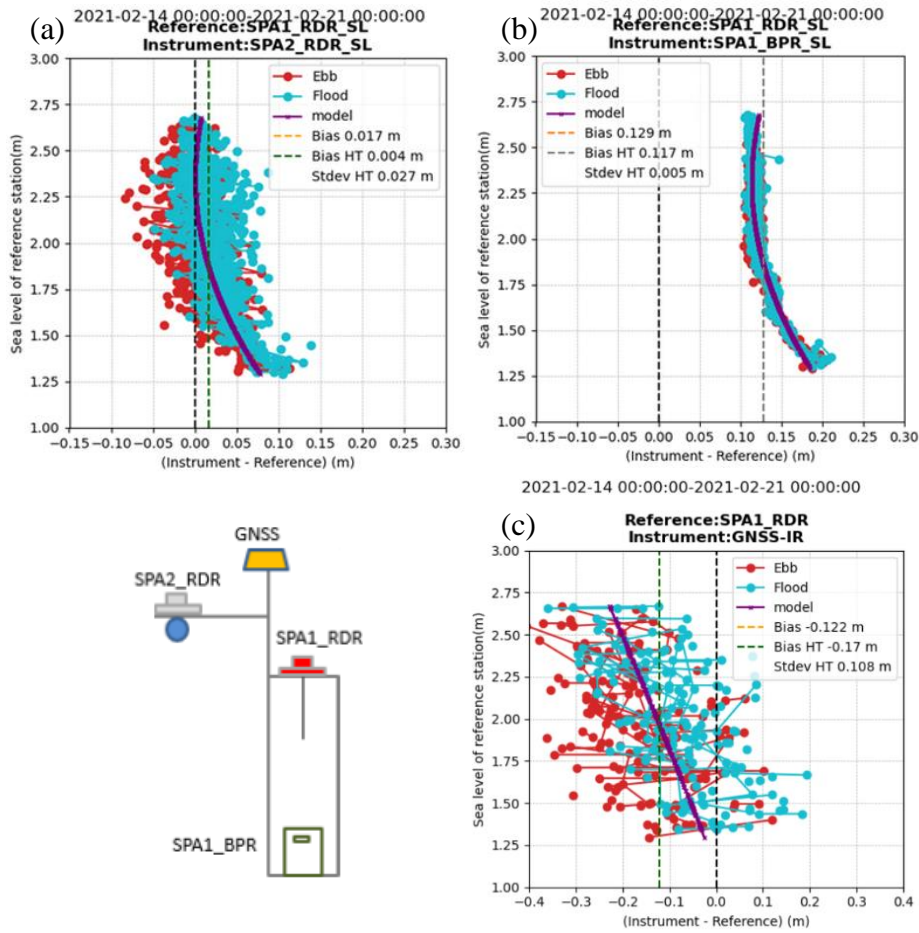 2021-02-14 00:00:00-2021-02-21 00:00:00
(a)
Reference:SPA1_RDR_SL
Instrument:SPA2_RDR_SL
Ebb
Flood
model
Bias 0.017 m
Bias HT 0.004 m
Stdev HT 0.027 m
3.00
2.75
2.50
2.25
2.00
1.75
1.50
1.25
1.00
Sea level of reference station(m)
−0.15 −0.10 −0.05 0.00 0.05 0.10 0.15 0.20 0.25 0.30
(Instrument - Reference) (m)
2021-02-14 00:00:00-2021-02-21 00:00:00
(b)
Reference:SPA1_RDR_SL
Instrument:SPA1_BPR_SL
Ebb
Flood
model
Bias 0.129 m
Bias HT 0.117 m
Stdev HT 0.005 m
3.00
2.75
2.50
2.25
2.00
1.75
1.50
1.25
1.00
Sea level of reference station(m)
−0.15 −0.10 −0.05 0.00 0.05 0.10 0.15 0.20 0.25 0.30
(Instrument - Reference) (m)
GNSS
SPA2_RDR
SPA1_RDR
SPA1_BPR
2021-02-14 00:00:00-2021-02-21 00:00:00
(c)
Reference:SPA1_RDR
Instrument:GNSS-IR
Ebb
Flood
model
Bias -0.122 m
Bias HT -0.17 m
Stdev HT 0.108 m
3.00
2.75
2.50
2.25
2.00
1.75
1.50
1.25
1.00
Sea level of reference station(m)
−0.4 −0.3 −0.2 −0.1 0.0 0.1 0.2 0.3 0.4
(Instrument - Reference) (m)